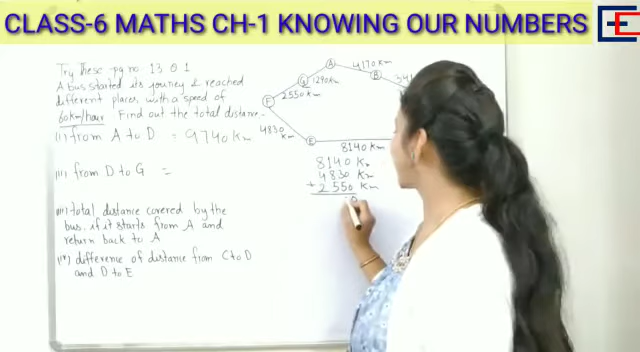 CLASS-6 MATHS CH-1 KNOWING OUR NUMBERS
E
Try These - pg no 13 Q 1
A bus started its journey & reached
different places with a speed of
60km/hour Find out the total distance.
(i) from A to D = 9740 Km
(ii) from D to G =
(iii) total distance covered by the
bus. if it starts from A and
return back to A
(iv) difference of distance from C to D
and D to E
A
4170 Km
B
G
1290km
2550 km
F
4830
km
E
8140 Km
8140 Km
4830 Km
+ 2550 Km
0